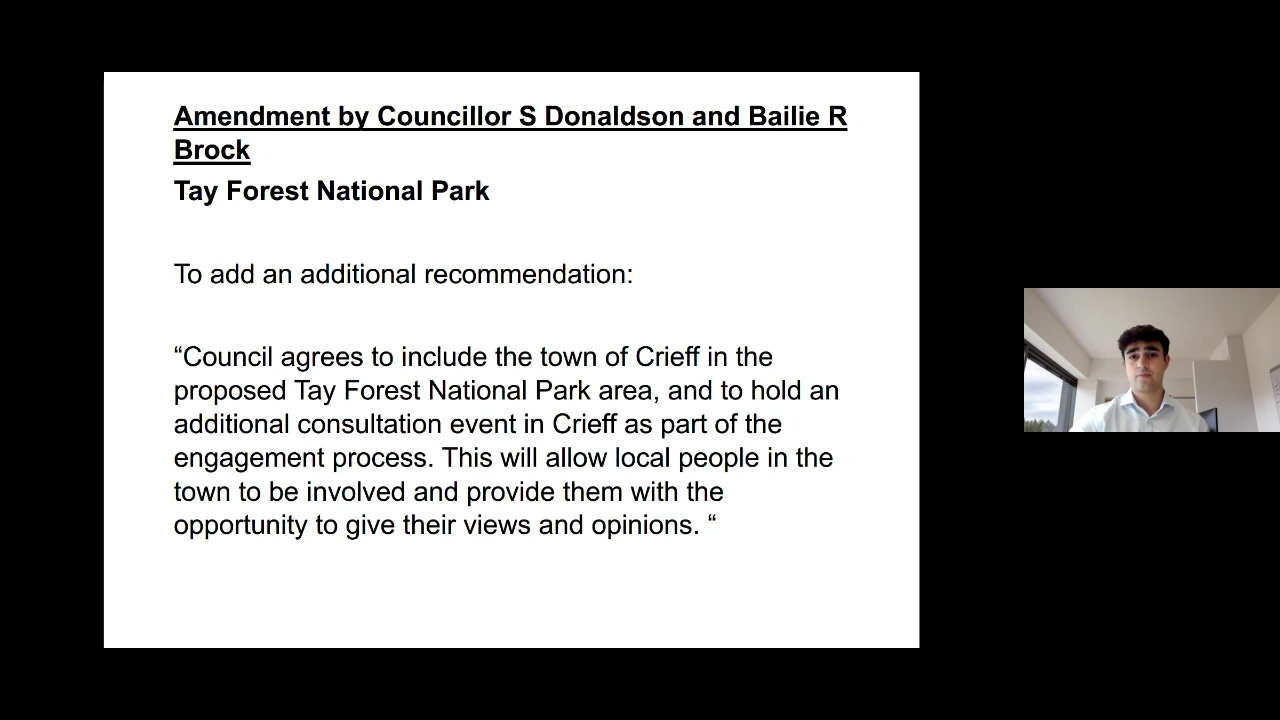 Amendment by Councillor S Donaldson and Bailie R
Brock
Tay Forest National Park
To add an additional recommendation:
“Council agrees to include the town of Crieff in the
proposed Tay Forest National Park area, and to hold an
additional consultation event in Crieff as part of the
engagement process. This will allow local people in the
town to be involved and provide them with the
opportunity to give their views and opinions. “